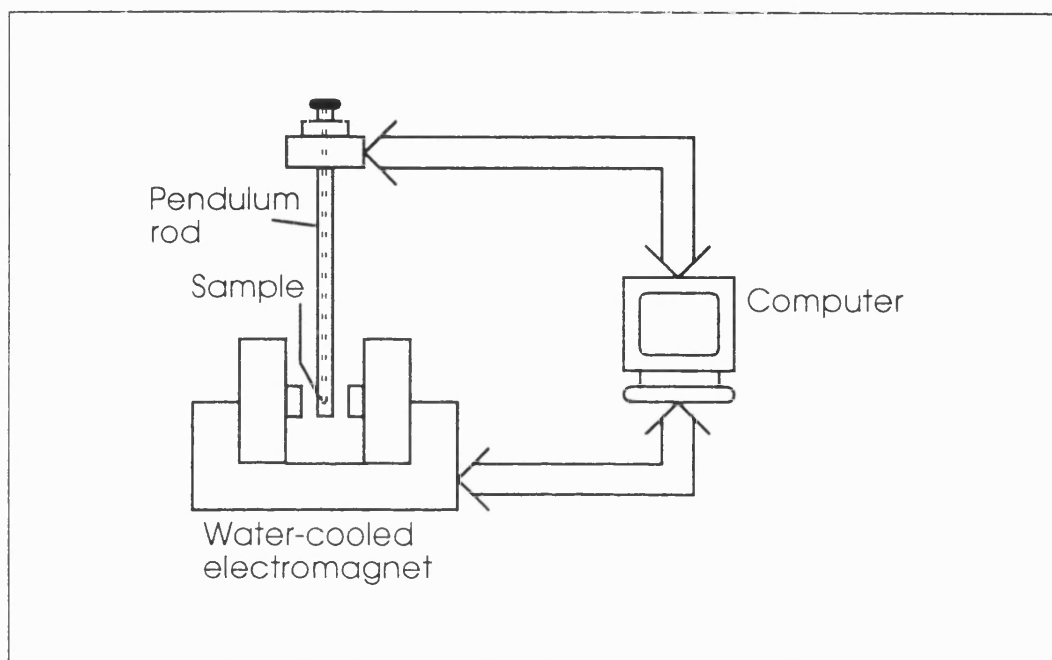 Pendulum
rod
Sample
Computer
Water-cooled
electromagnet